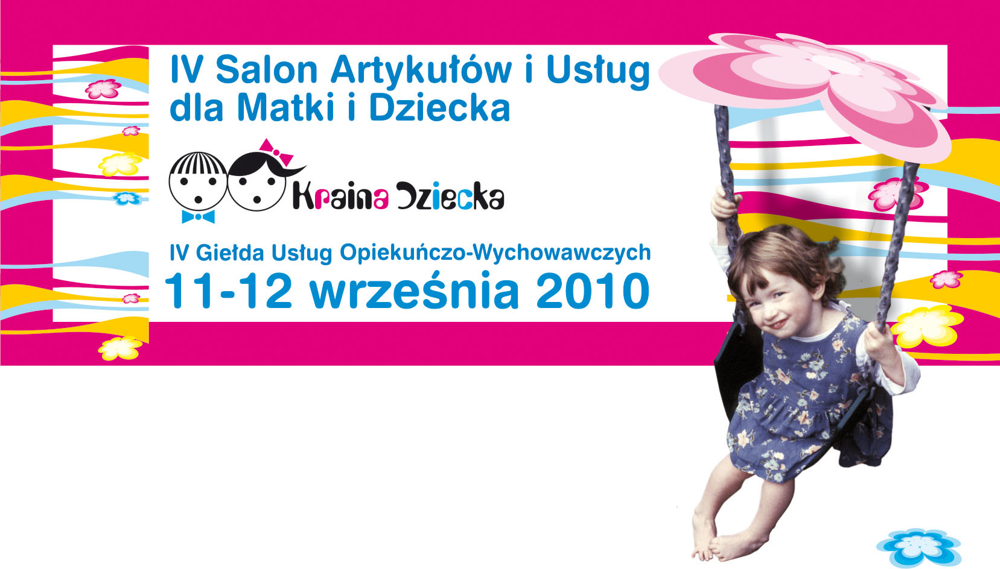 IV Salon Artykułów i Usług
dla Matki i Dziecka
Kraina Dziecka
IV Giełda Usług Opiekuńczo-Wychowawczych
11-12 września 2010